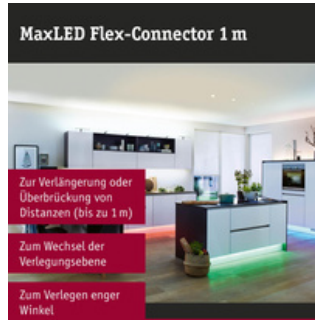 MaxLED Flex-Connector 1 m
Zur Verlängerung oder
Überbrückung von
Distanzen (bis zu 1 m)
Zum Wechsel der
Verlegungsebene
Zum Verlegen enger
Winkel